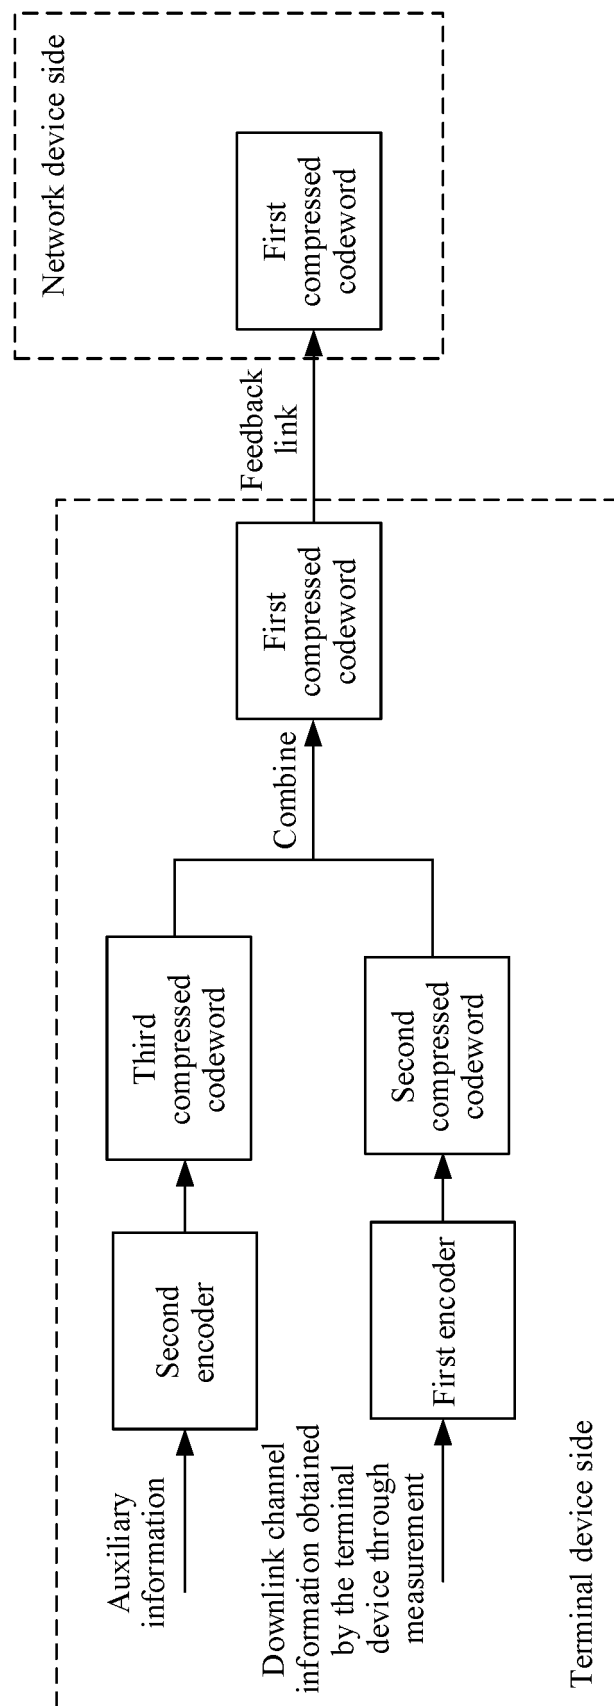 Auxiliary
information
Second
encoder
Third
compressed
codeword
Downlink channel
information obtained
by the terminal
device through
measurement
First encoder
Second
compressed
codeword
Combine
First
compressed
codeword
Terminal device side
Feedback
link
Network device side
First
compressed
codeword